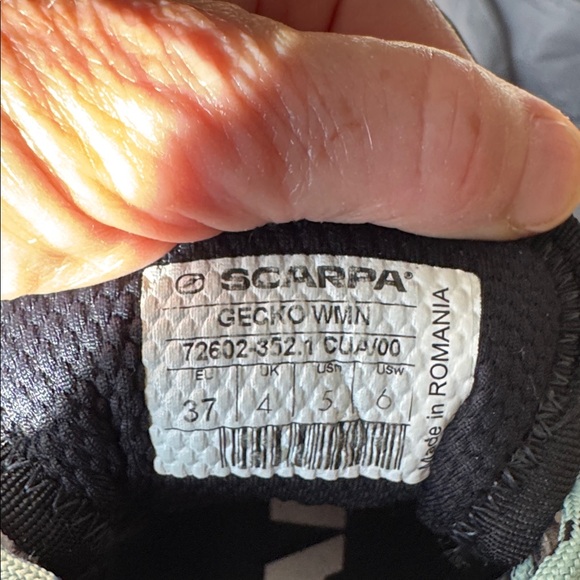 SCARPA®
GECKO WMN
72602-352.1 CUA/00
EU UK USM USW
37 4 5 6
Made in ROMANIA